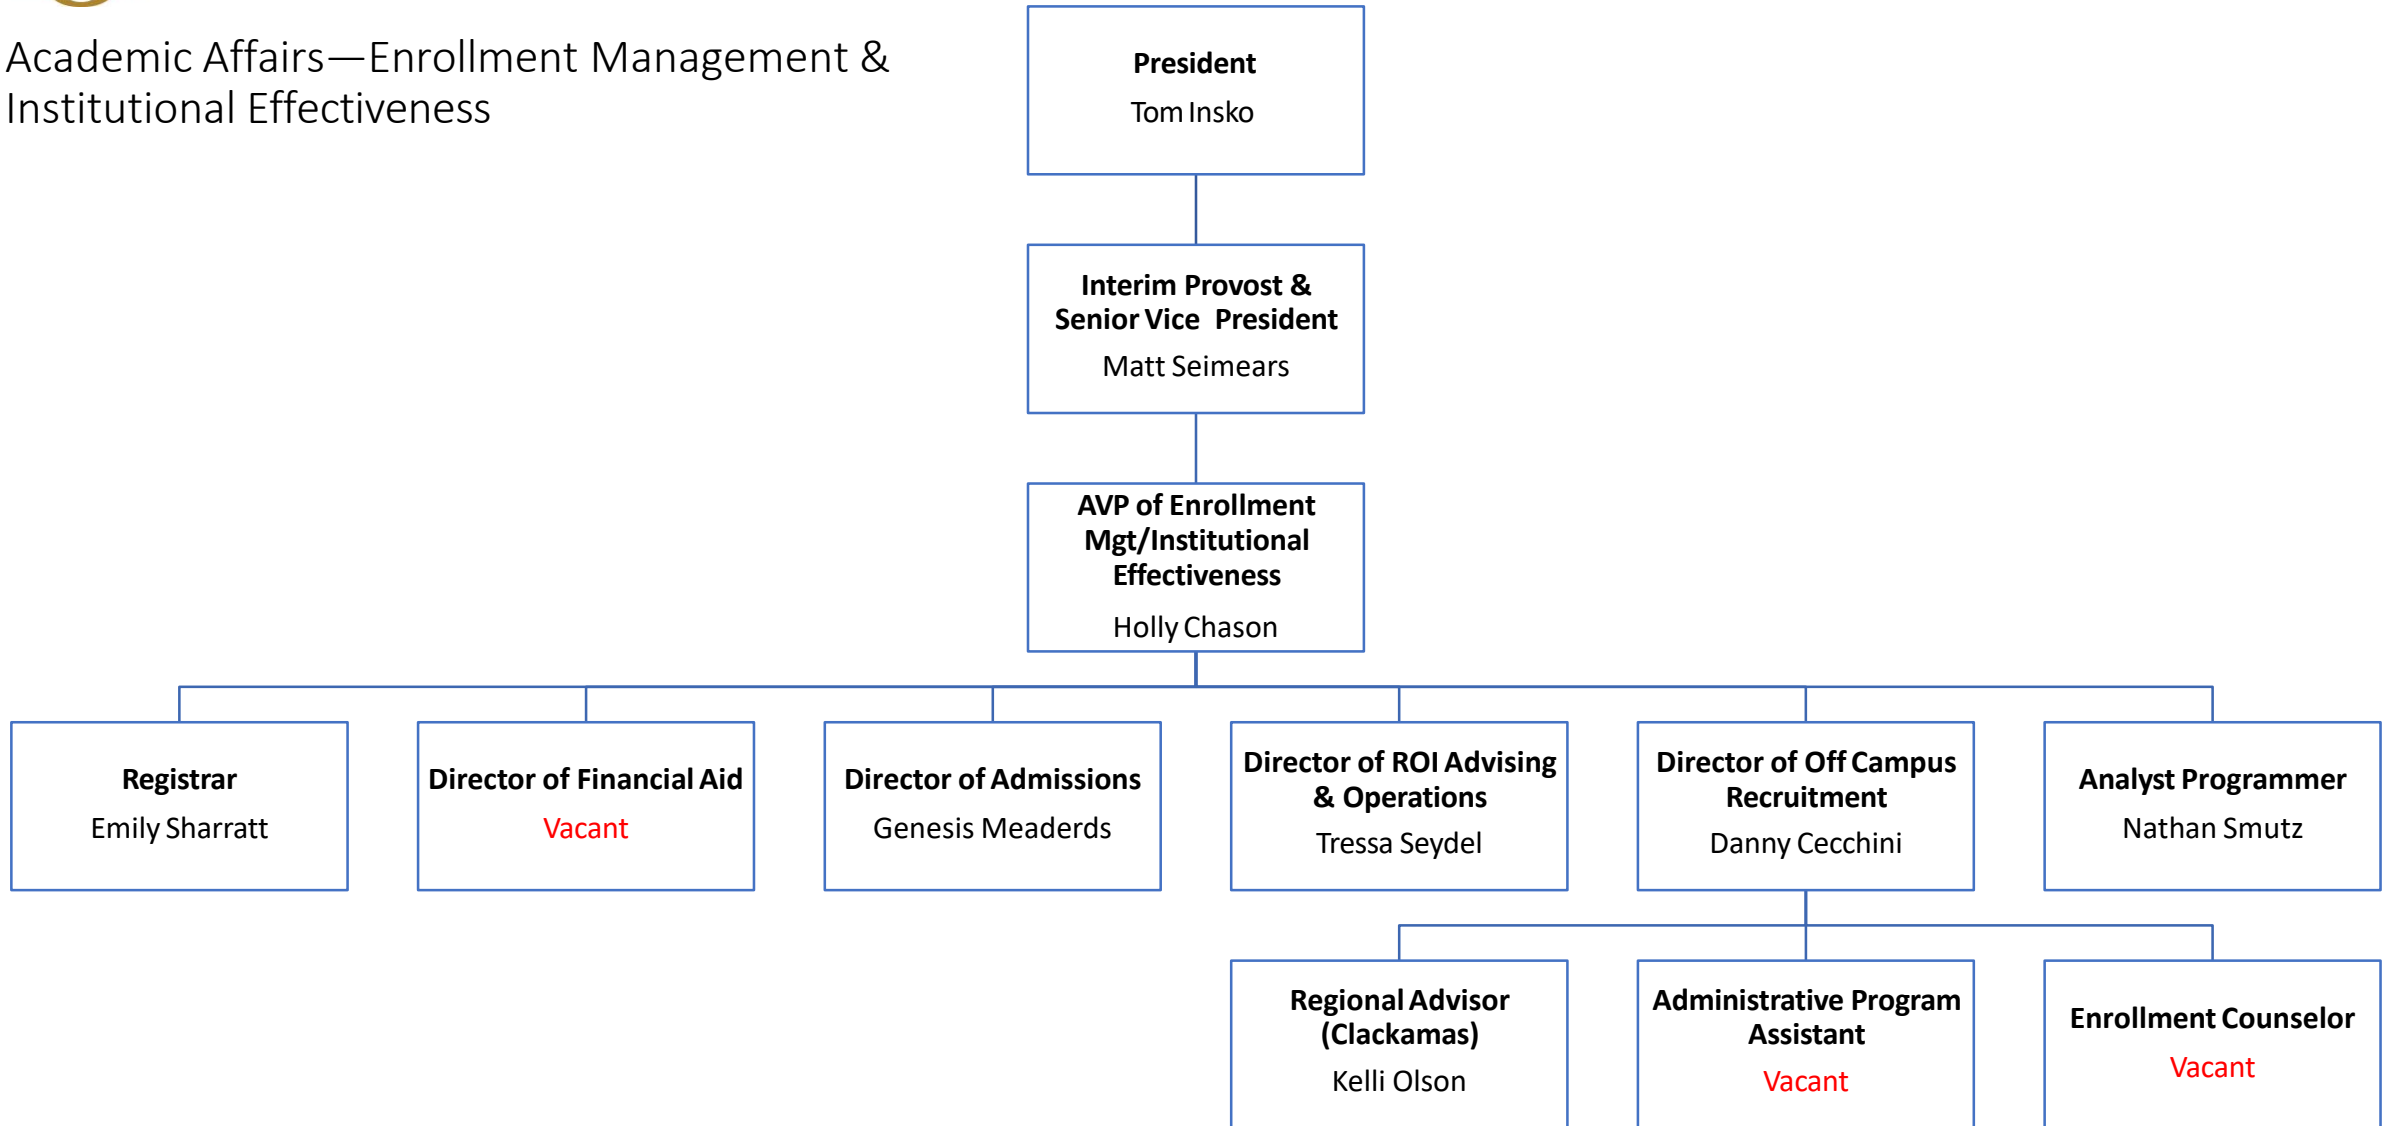 Academic Affairs—Enrollment Management &
Institutional Effectiveness
President
Tom Insko
Interim Provost &
Senior Vice President
Matt Seimears
AVP of Enrollment
Mgt/Institutional
Effectiveness
Holly Chason
Registrar
Emily Sharratt
Director of Financial Aid
Vacant
Director of Admissions
Genesis Meaderds
Director of ROI Advising
& Operations
Tressa Seydel
Director of Off Campus
Recruitment
Danny Cecchini
Analyst Programmer
Nathan Smutz
Regional Advisor
(Clackamas)
Kelli Olson
Administrative Program
Assistant
Vacant
Enrollment Counselor
Vacant